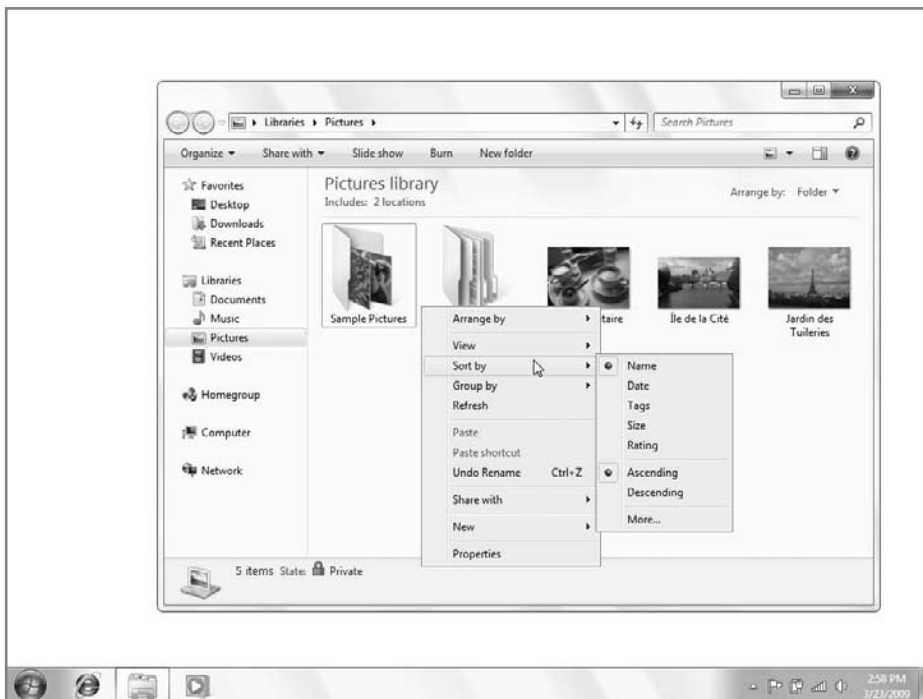 Libraries ▸ Pictures ▸
Search Pictures
Organize Share with Slide show Burn New folder
Favorites
Desktop
Downloads
Recent Places
Libraries
Documents
Music
Pictures
Videos
Homegroup
Computer
Network
Pictures library
Includes: 2 locations
Arrange by: Folder
Sample Pictures
taire
Île de la Cité
Jardin des
Tuileries
Arrange by
View
Sort by
Group by
Refresh
Paste
Paste shortcut
Undo Rename Ctrl+Z
Share with
New
Properties
Name
Date
Tags
Size
Rating
Ascending
Descending
More...
5 items State: Private
2:58 PM
3/23/2009